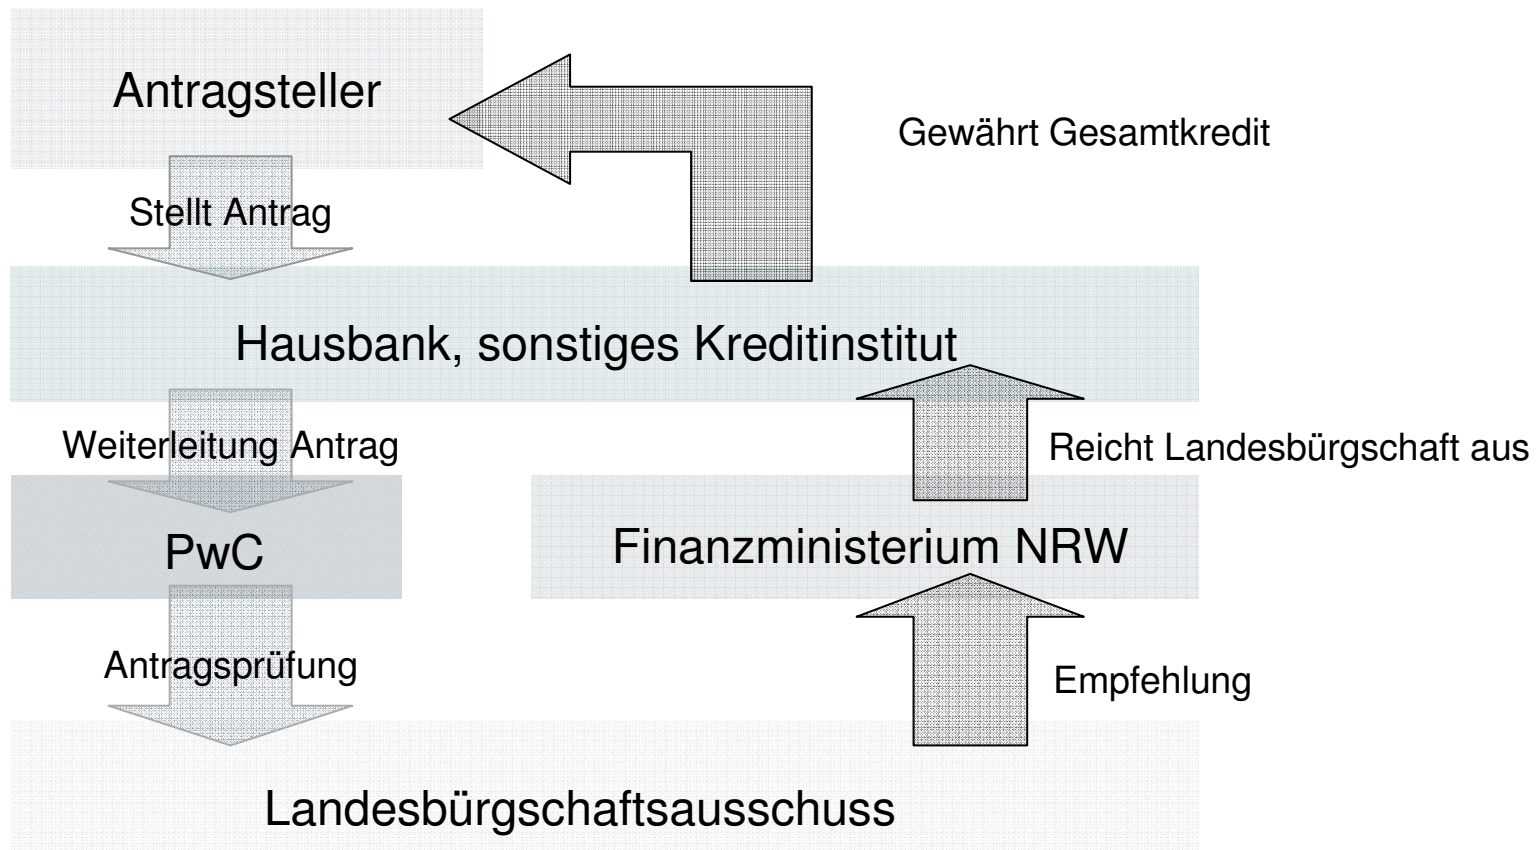 Antragsteller
Gewährt Gesamtkredit
Stellt Antrag
Hausbank, sonstiges Kreditinstitut
Weiterleitung Antrag
Reicht Landesbürgschaft aus
PwC
Finanzministerium NRW
Antragsprüfung
Empfehlung
Landesbürgschaftsausschuss